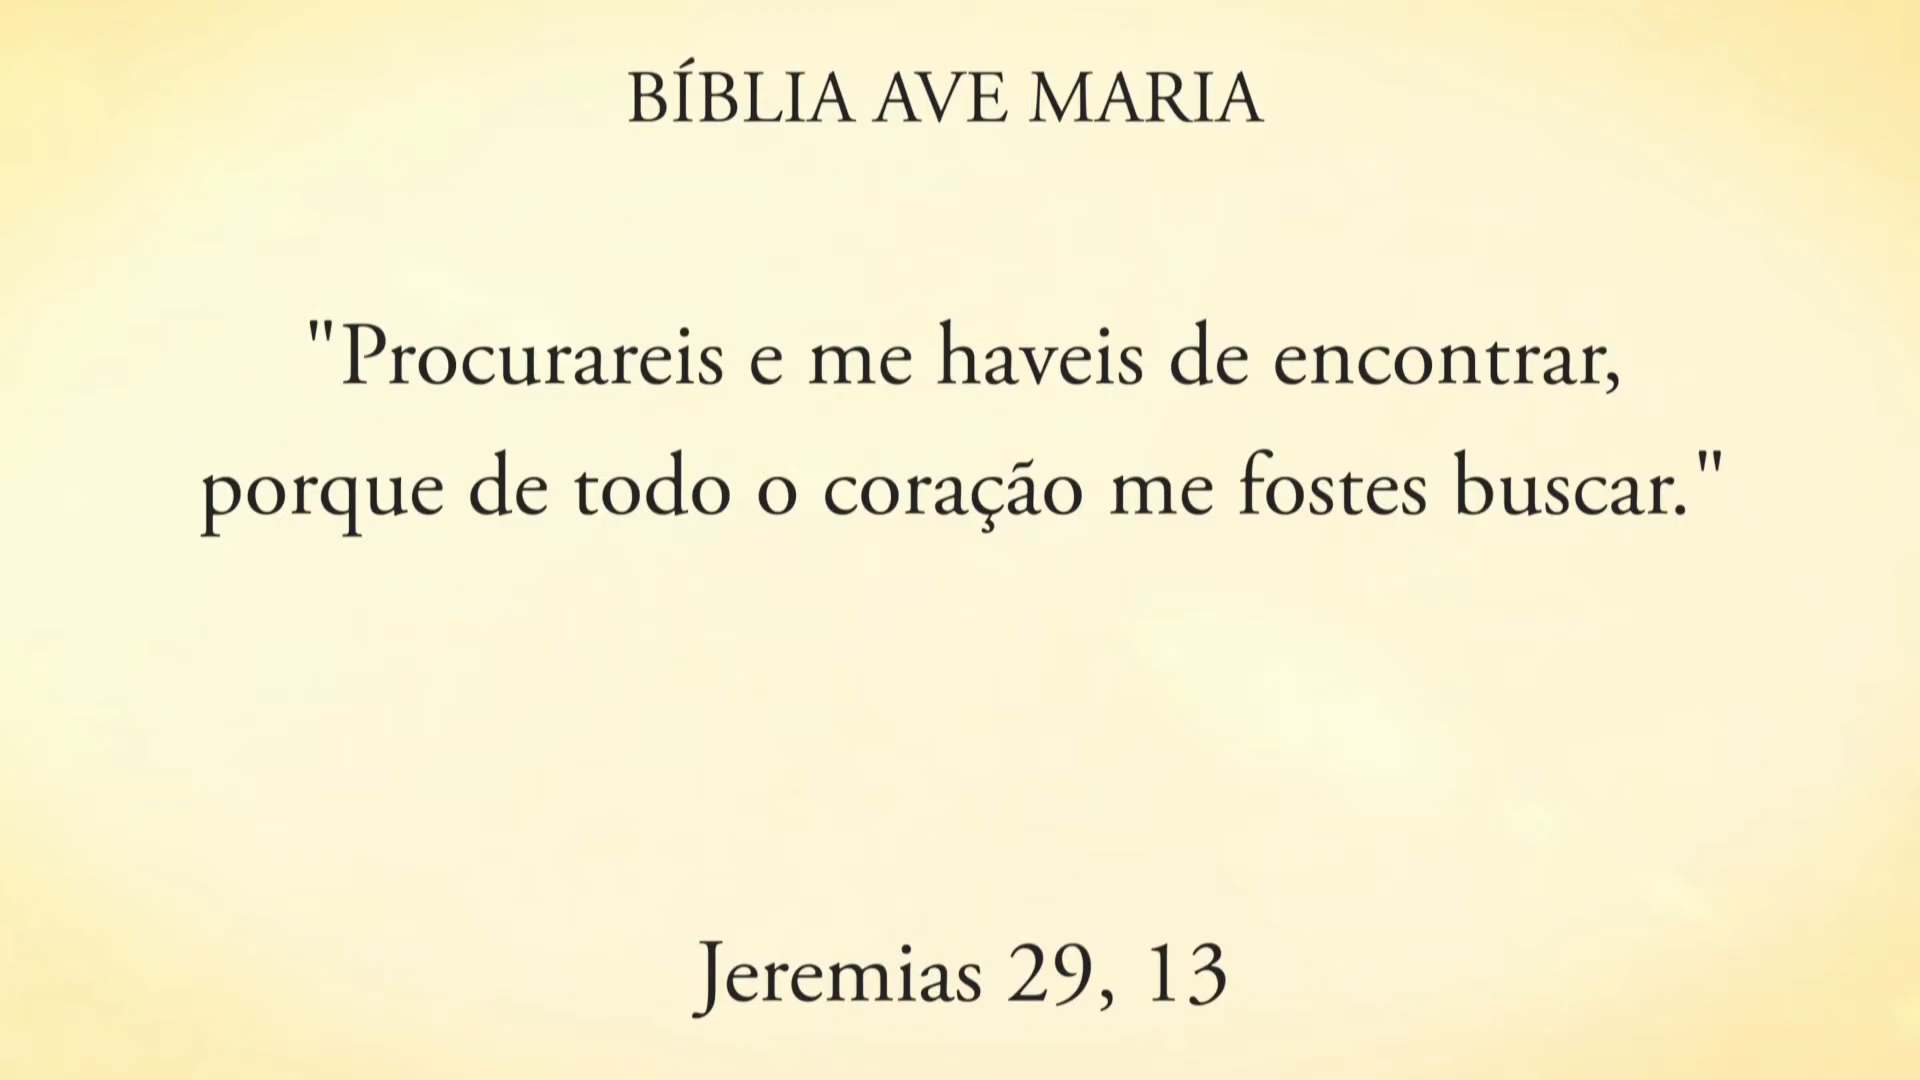 BÍBLIA AVE MARIA
"Procurareis e me haveis de encontrar,
porque de todo o coração me fostes buscar."
Jeremias 29, 13